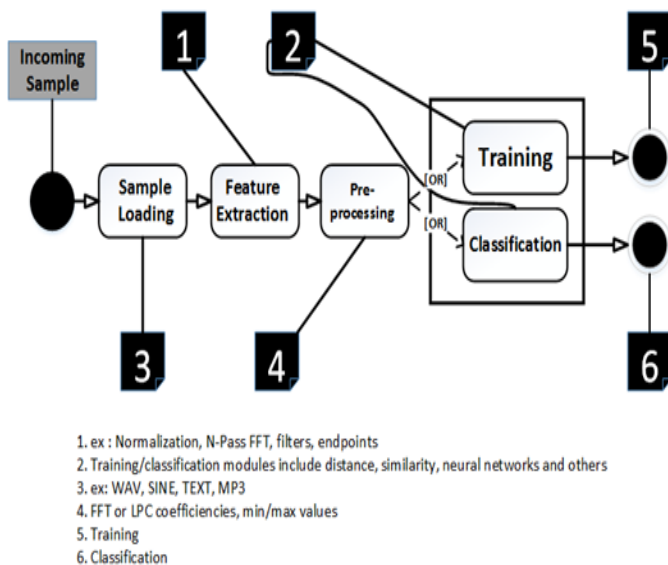 1
2
5
Incoming
Sample
Sample
Loading
Feature
Extraction
Pre-
processing
[OR]
[OR]
Training
Classification
3
4
6
1. ex : Normalization, N-Pass FFT, filters, endpoints
2. Training/classification modules include distance, similarity, neural networks and others
3. ex: WAV, SINE, TEXT, MP3
4. FFT or LPC coefficiencies, min/max values
5. Training
6. Classification